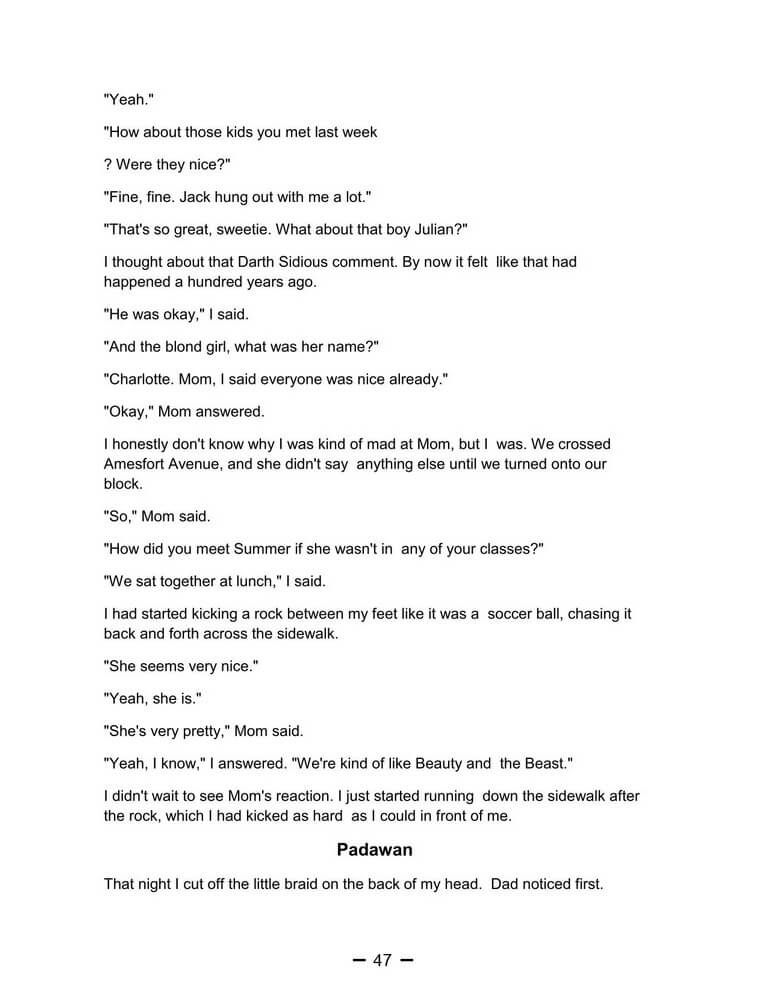 "Yeah."
"How about those kids you met last week
? Were they nice?"
"Fine, fine. Jack hung out with me a lot."
"That's so great, sweetie. What about that boy Julian?"
I thought about that Darth Sidious comment. By now it felt  like that had
happened a hundred years ago.
"He was okay," I said.
"And the blond girl, what was her name?"
"Charlotte. Mom, I said everyone was nice already."
"Okay," Mom answered.
I honestly don't know why I was kind of mad at Mom, but I  was. We crossed
Amesfort Avenue, and she didn't say  anything else until we turned onto our
block.
"So," Mom said.
"How did you meet Summer if she wasn't in  any of your classes?"
"We sat together at lunch," I said.
I had started kicking a rock between my feet like it was a  soccer ball, chasing it
back and forth across the sidewalk.
"She seems very nice."
"Yeah, she is."
"She's very pretty," Mom said.
"Yeah, I know," I answered. "We're kind of like Beauty and  the Beast."
I didn't wait to see Mom's reaction. I just started running  down the sidewalk after
the rock, which I had kicked as hard  as I could in front of me.
Padawan
That night I cut off the little braid on the back of my head.  Dad noticed first.
— 47 —